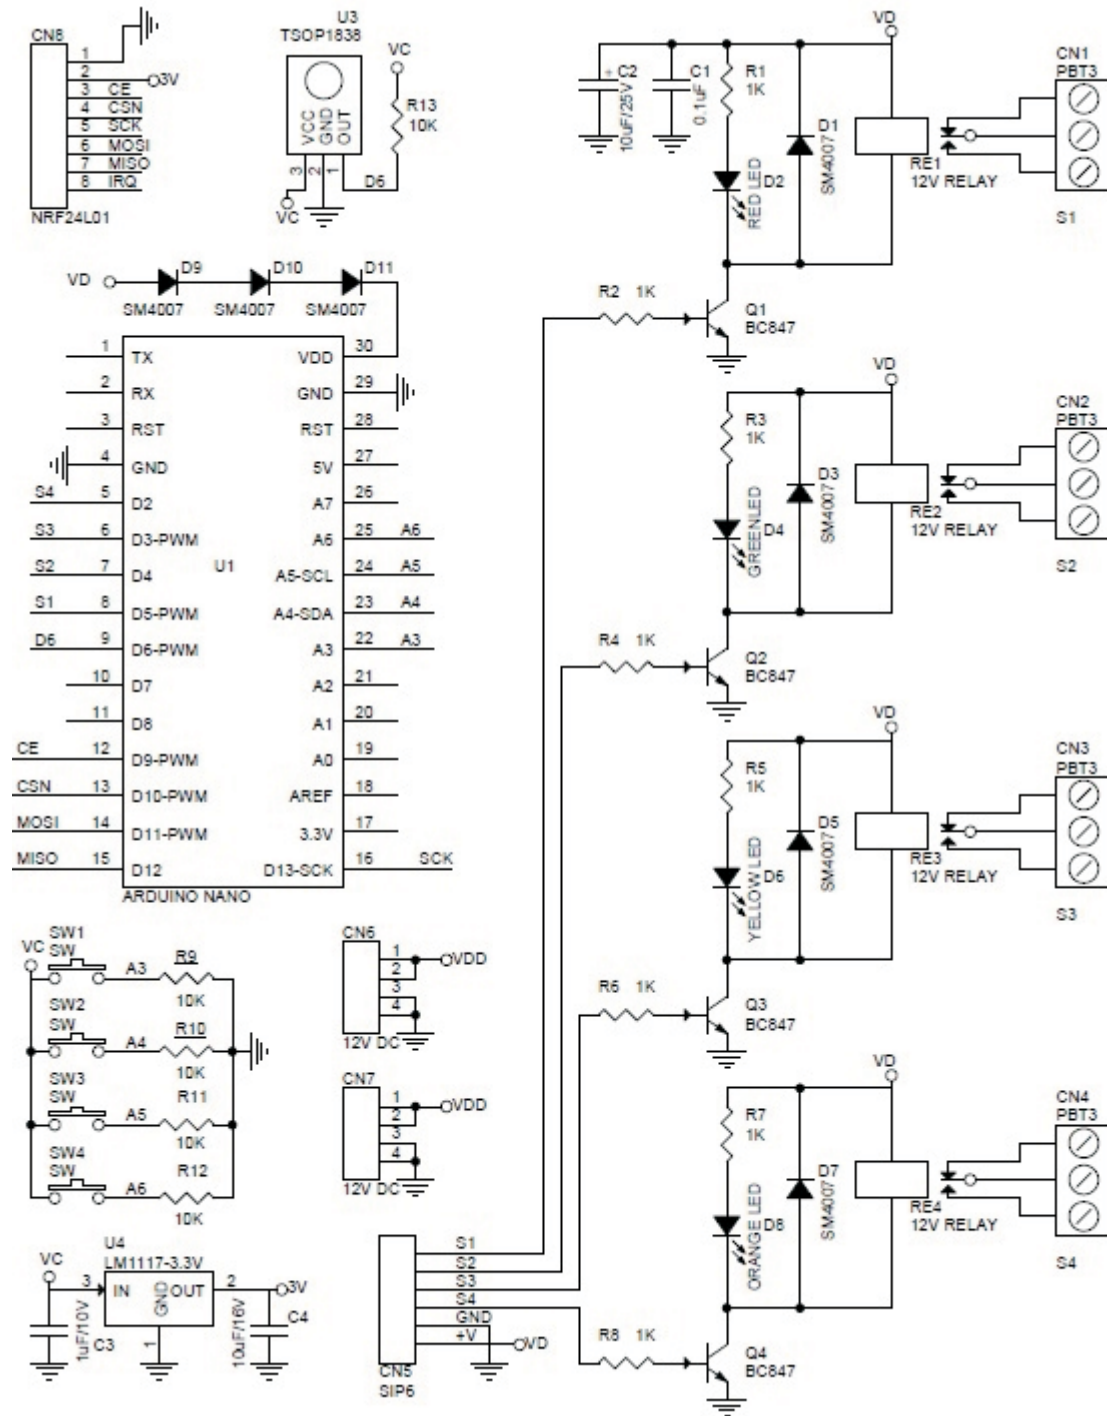 CN8
1
2
3V
3 CE
4 CSN
5 SCK
6 MOSI
7 MISO
8 IRQ
NRF24L01
U3
TSOP1838
VCC
GND
OUT
3
2
1
VC
VC
R13
10K
D6
VD
D9
D10
D11
SM4007
SM4007
SM4007
1 TX
2 RX
3 RST
4 GND
S4 5 D2
S3 6 D3-PWM
S2 7 D4
S1 8 D5-PWM
D6 9 D6-PWM
10 D7
11 D8
CE 12 D9-PWM
CSN 13 D10-PWM
MOSI 14 D11-PWM
MISO 15 D12
U1
VDD 30
GND 29
RST 28
5V 27
A7 26
A6 25 A6
A5-SCL 24 A5
A4-SDA 23 A4
A3 22 A3
A2 21
A1 20
A0 19
AREF 18
3.3V 17
D13-SCK 16 SCK
ARDUINO NANO
VC
SW1
SW
A3
R9
10K
SW2
SW
A4
R10
10K
SW3
SW
A5
R11
10K
SW4
SW
A6
R12
10K
CN6
1
2
3
4
VDD
12V DC
CN7
1
2
3
4
VDD
12V DC
U4
LM1117-3.3V
VC
3 IN
GND
OUT 2
3V
1
1uF/10V
C3
10uF/16V
C4
S1
S2
S3
S4
GND
+V
VD
CN5
SIP6
VD
+ C2
10uF/25V
C1
0.1uF
R1
1K
D2
RED LED
D1
SM4007
RE1
12V RELAY
CN1
PBT3
S1
R2 1K
Q1
BC847
VD
R3
1K
D4
GREENLED
D3
SM4007
RE2
12V RELAY
CN2
PBT3
S2
R4 1K
Q2
BC847
VD
R5
1K
D6
YELLOW LED
D5
SM4007
RE3
12V RELAY
CN3
PBT3
S3
R6 1K
Q3
BC847
VD
R7
1K
D8
ORANGE LED
D7
SM4007
RE4
12V RELAY
CN4
PBT3
S4
R8 1K
Q4
BC847